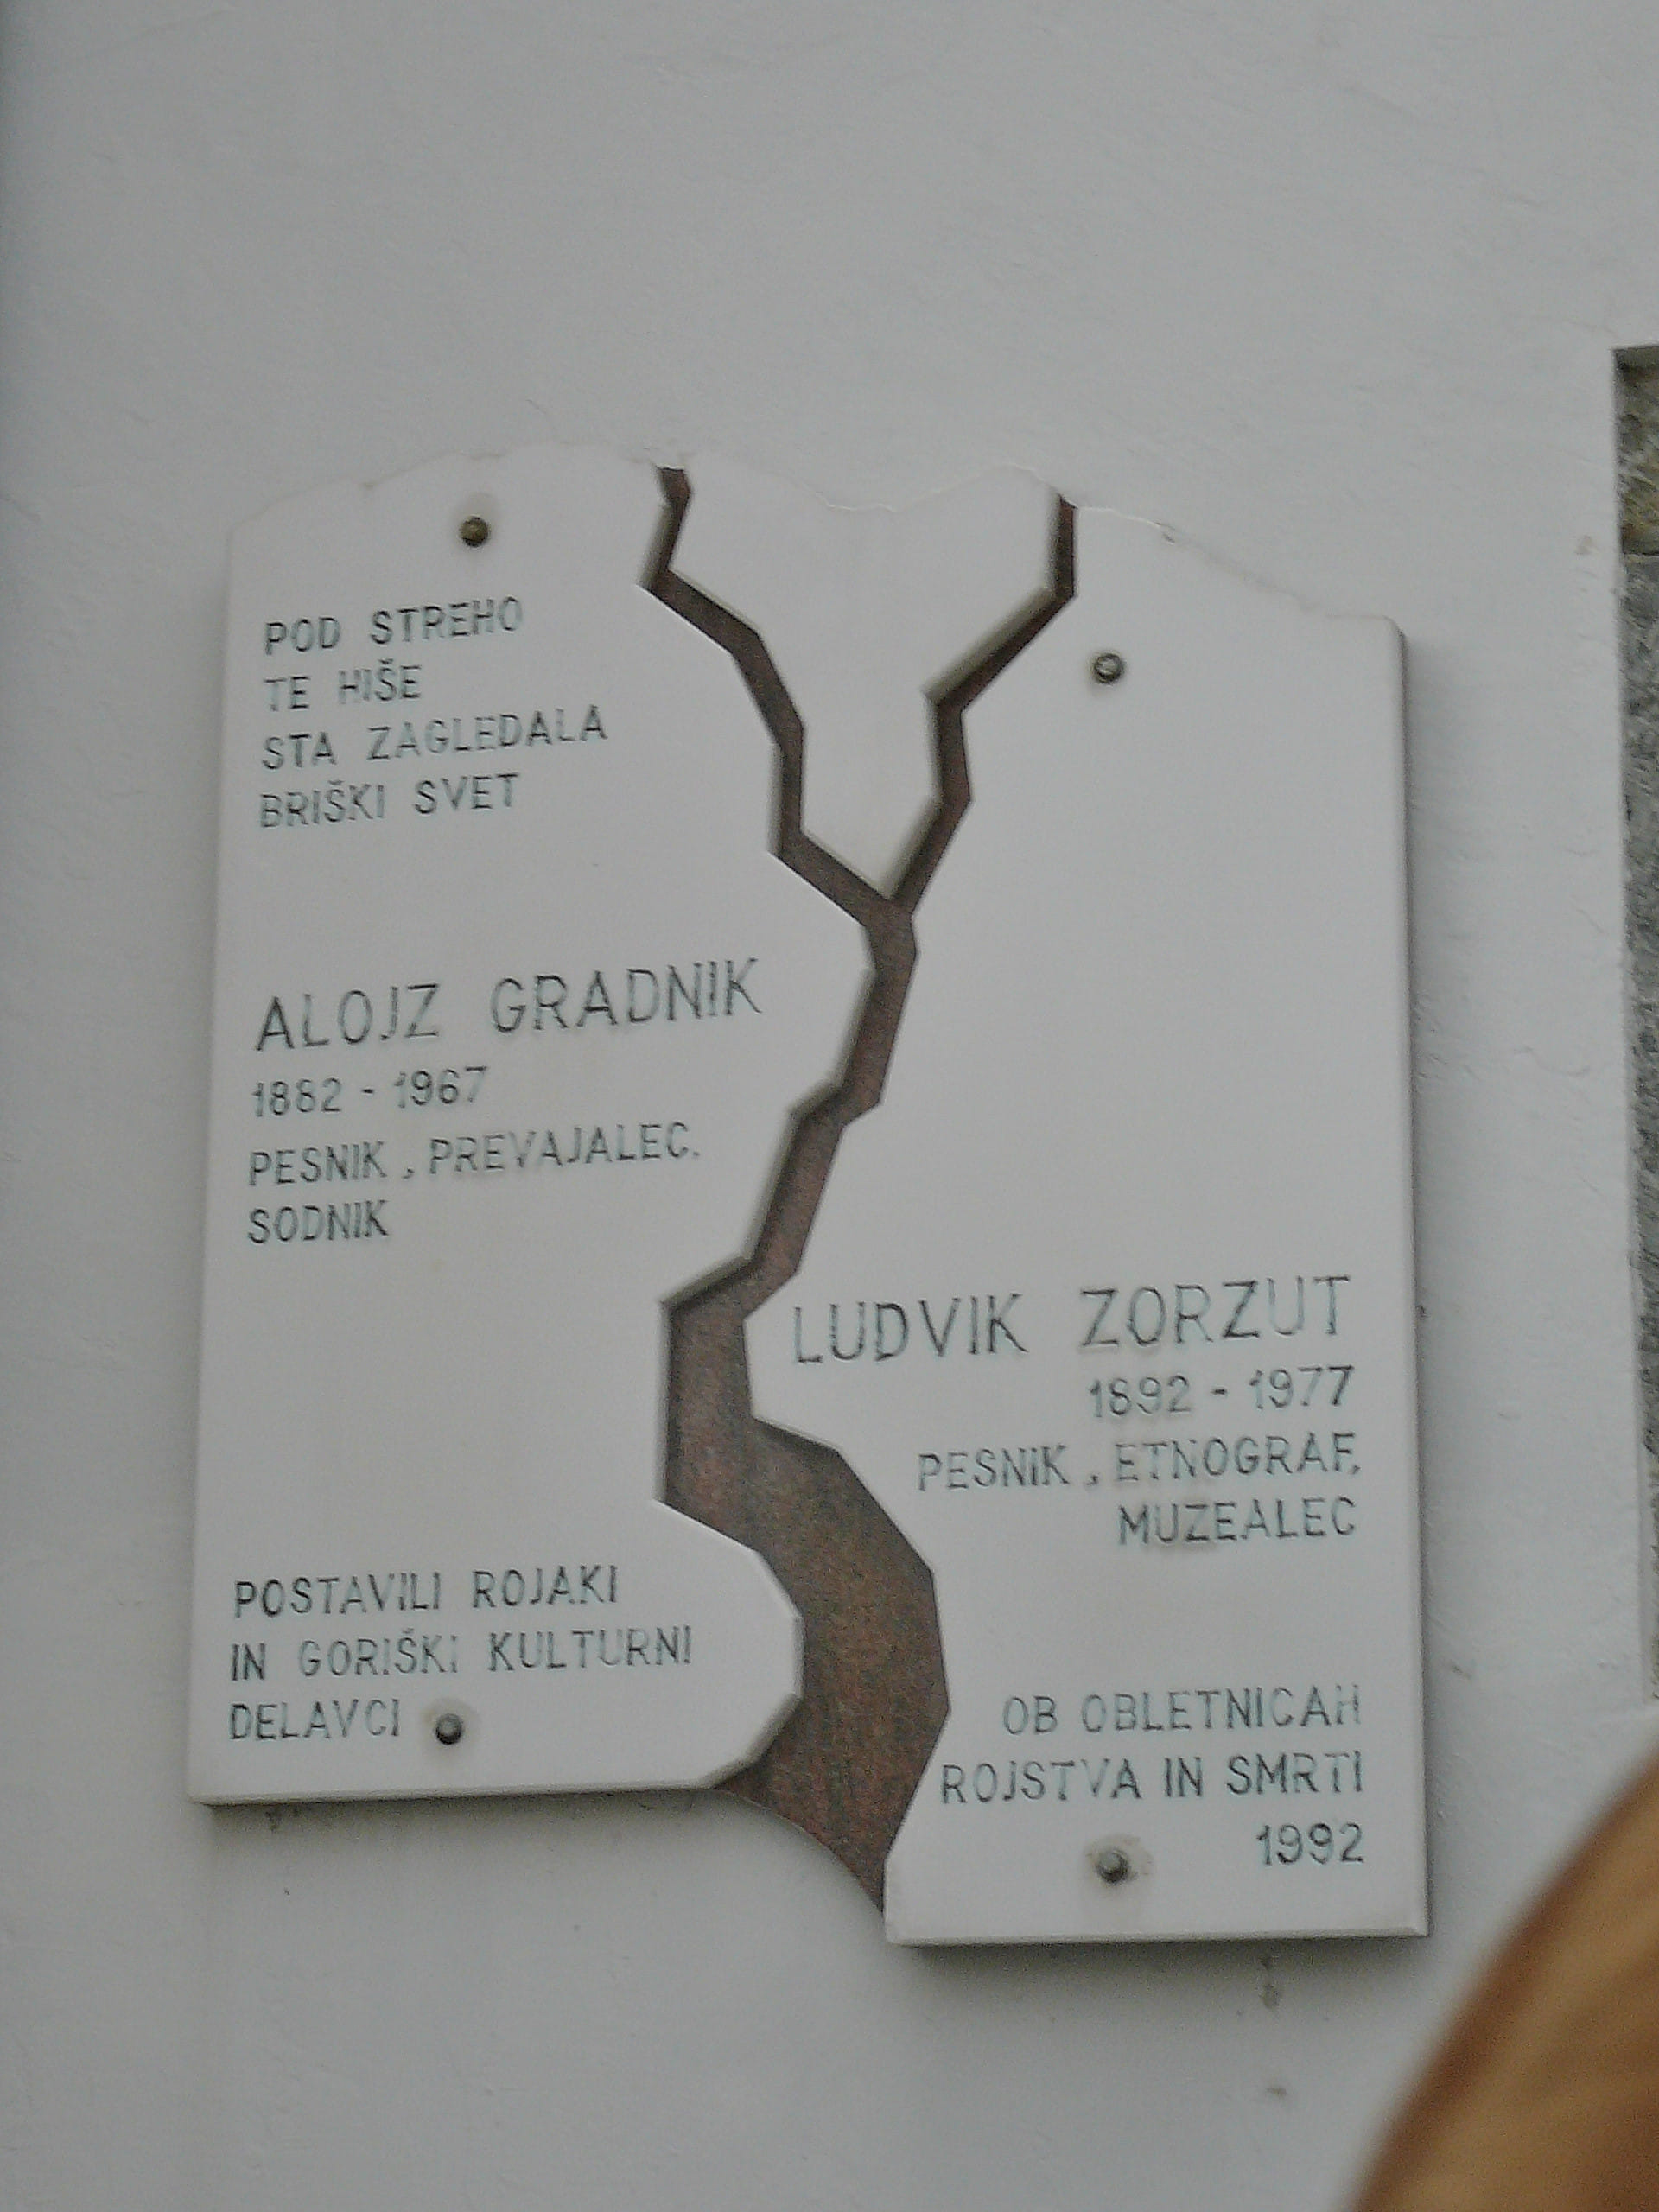 POD STREHO
TE HIŠE
STA ZAGLEDALA
BRIŠKI SVET
ALOJZ GRADNIK
1882 - 1967
PESNIK, PREVAJALEC,
SODNIK
POSTAVILI ROJAKI
IN GORIŠKI KULTURNI
DELAVCI
LUDVIK ZORZUT
1892 - 1977
PESNIK, ETNOGRAF,
MUZEALEC
OB OBLETNICAH
ROJSTVA IN SMRTI
1992